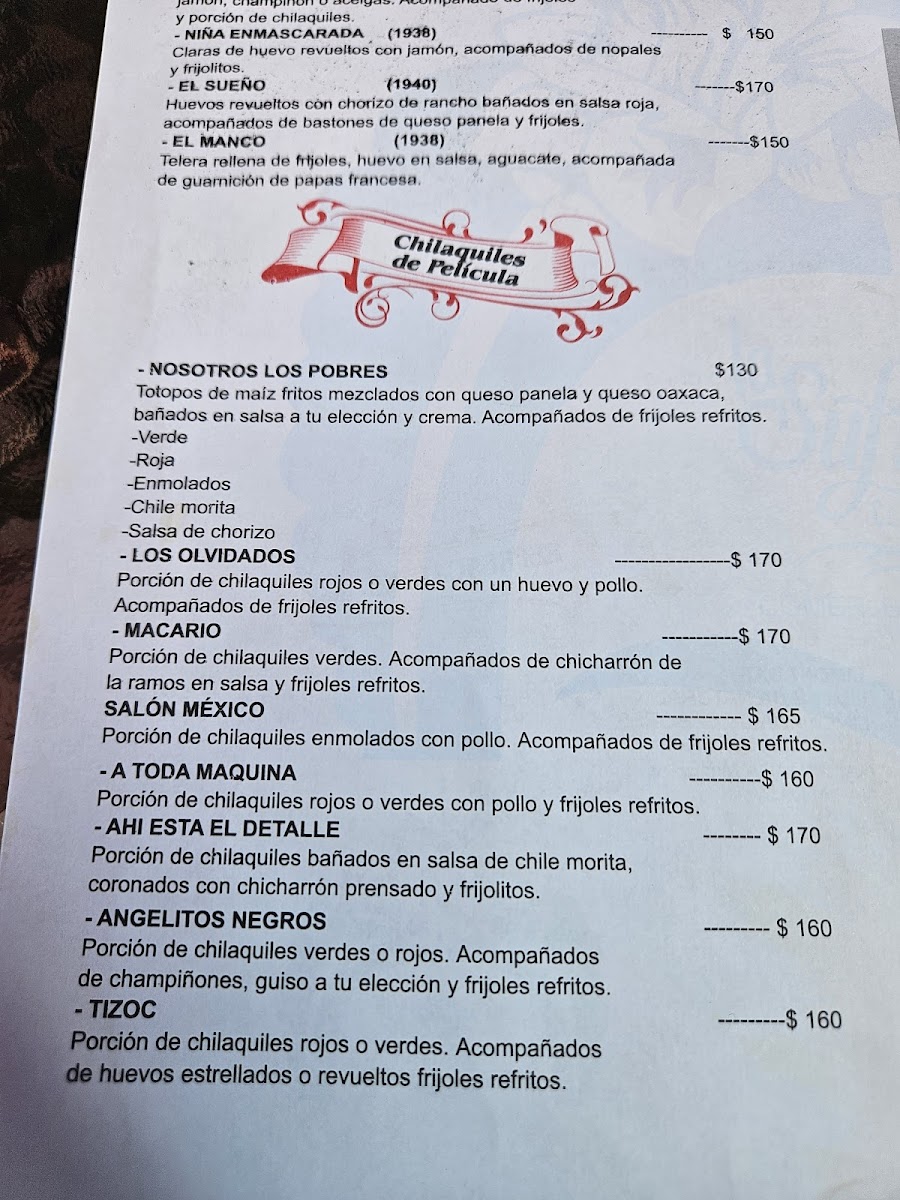 jamón, champiñón o acelgas. Acompañado de frijoles
y porción de chilaquiles.
- NIÑA ENMASCARADA (1938) ---------- $ 150
Claras de huevo revueltos con jamón, acompañados de nopales
y frijolitos.
- EL SUEÑO (1940) -------$170
Huevos revueltos còn chorizo de rancho bañados en salsa roja,
acompañados de bastones de queso panela y frijoles.
- EL MANCO (1938) -------$150
Telera rellena de frijoles, huevo en salsa, aguacate, acompañada
de guarnición de papas francesa.
Chilaquiles
de Película
- NOSOTROS LOS POBRES $130
Totopos de maíz fritos mezclados con queso panela y queso oaxaca,
bañados en salsa a tu elección y crema. Acompañados de frijoles refritos.
-Verde
-Roja
-Enmolados
-Chile morita
-Salsa de chorizo
- LOS OLVIDADOS -----------------$ 170
Porción de chilaquiles rojos o verdes con un huevo y pollo.
Acompañados de frijoles refritos.
- MACARIO -----------$ 170
Porción de chilaquiles verdes. Acompañados de chicharrón de
la ramos en salsa y frijoles refritos.
SALÓN MÉXICO ------------ $ 165
Porción de chilaquiles enmolados con pollo. Acompañados de frijoles refritos.
- A TODA MAQUINA ----------$ 160
Porción de chilaquiles rojos o verdes con pollo y frijoles refritos.
- AHI ESTA EL DETALLE -------- $ 170
Porción de chilaquiles bañados en salsa de chile morita,
coronados con chicharrón prensado y frijolitos.
- ANGELITOS NEGROS --------- $ 160
Porción de chilaquiles verdes o rojos. Acompañados
de champiñones, guiso a tu elección y frijoles refritos.
- TIZOC ---------$ 160
Porción de chilaquiles rojos o verdes. Acompañados
de huevos estrellados o revueltos frijoles refritos.